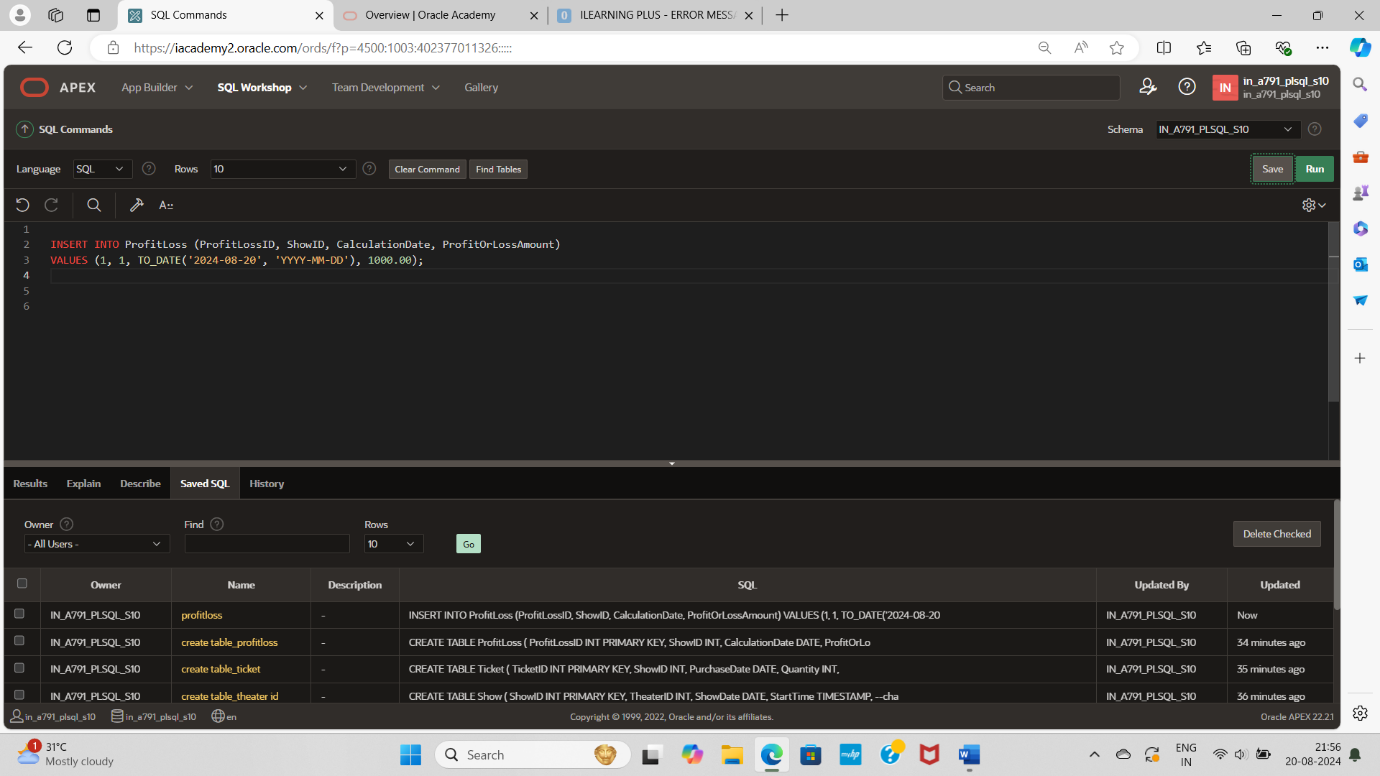 SQL Commands
Overview | Oracle Academy
ILEARNING PLUS - ERROR MESSA
https://iacademy2.oracle.com/ords/f?p=4500:1003:402377011326:::::
APEX App Builder SQL Workshop Team Development Gallery Search IN in_a791_plsql_s10
in_a791_plsql_s10
SQL Commands Schema IN_A791_PLSQL_S10
Language SQL Rows 10 Clear Command Find Tables Save Run
1
2 INSERT INTO ProfitLoss (ProfitLossID, ShowID, CalculationDate, ProfitOrLossAmount)
3 VALUES (1, 1, TO_DATE('2024-08-20', 'YYYY-MM-DD'), 1000.00);
4
5
6
Results Explain Describe Saved SQL History
Owner Find Rows
- All Users - 10 Go Delete Checked
Owner Name Description SQL Updated By Updated
IN_A791_PLSQL_S10 profitloss - INSERT INTO ProfitLoss (ProfitLossID, ShowID, CalculationDate, ProfitOrLossAmount) VALUES (1, 1, TO_DATE('2024-08-20 IN_A791_PLSQL_S10 Now
IN_A791_PLSQL_S10 create table_profitloss - CREATE TABLE ProfitLoss ( ProfitLossID INT PRIMARY KEY, ShowID INT, CalculationDate DATE, ProfitOrLo IN_A791_PLSQL_S10 34 minutes ago
IN_A791_PLSQL_S10 create table_ticket - CREATE TABLE Ticket ( TicketID INT PRIMARY KEY, ShowID INT, PurchaseDate DATE, Quantity INT, IN_A791_PLSQL_S10 35 minutes ago
IN_A791_PLSQL_S10 create table_theater id - CREATE TABLE Show ( ShowID INT PRIMARY KEY, TheaterID INT, ShowDate DATE, StartTime TIMESTAMP, --cha IN_A791_PLSQL_S10 36 minutes ago
in_a791_plsql_s10 in_a791_plsql_s10 en Copyright © 1999, 2022, Oracle and/or its affiliates. Oracle APEX 22.2.1
1 31°C
Mostly cloudy
Search
ENG
IN
21:56
20-08-2024